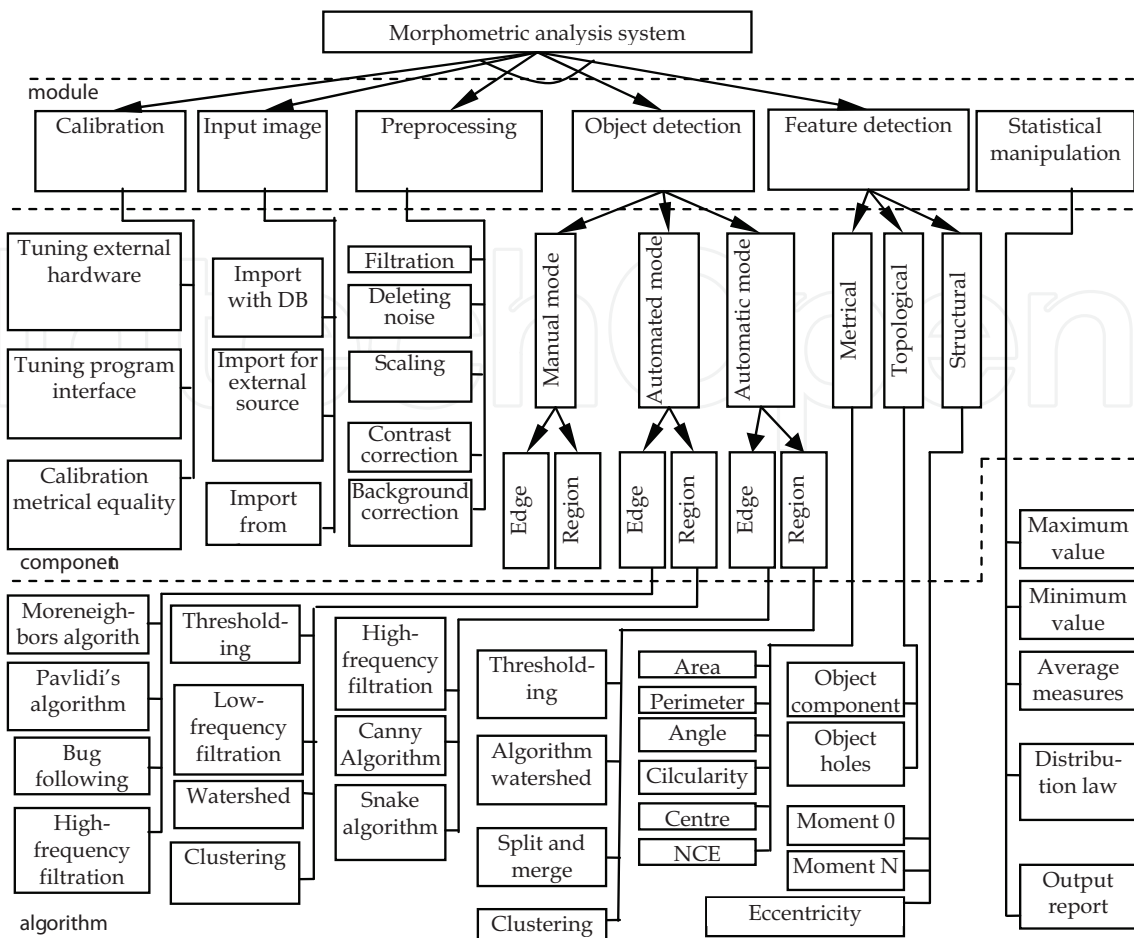 Morphometric analysis system
module
Calibration
Input image
Preprocessing
Object detection
Feature detection
Statistical
manipulation
Tuning external
hardware
Tuning program
interface
Calibration
metrical equality
Import
with DB
Import for
external
source
Import
from
Filtration
Deleting
noise
Scaling
Contrast
correction
Background
correction
Manual mode
Automated mode
Automatic mode
Metrical
Topological
Structural
Edge
Region
Edge
Region
Edge
Region
component
Moreneigh-
bors algorith
Pavlidi's
algorithm
Bug
following
High-
frequency
filtration
Threshold-
ing
Low-
frequency
filtration
Watershed
Clustering
High-
frequency
filtration
Canny
Algorithm
Snake
algorithm
Threshold-
ing
Algorithm
watershed
Split and
merge
Clustering
Area
Perimeter
Angle
Cilcularity
Centre
NCE
Object
component
Object
holes
Moment 0
Moment N
Eccentricity
Maximum
value
Minimum
value
Average
measures
Distribu-
tion law
Output
report
algorithm
IntechOpen